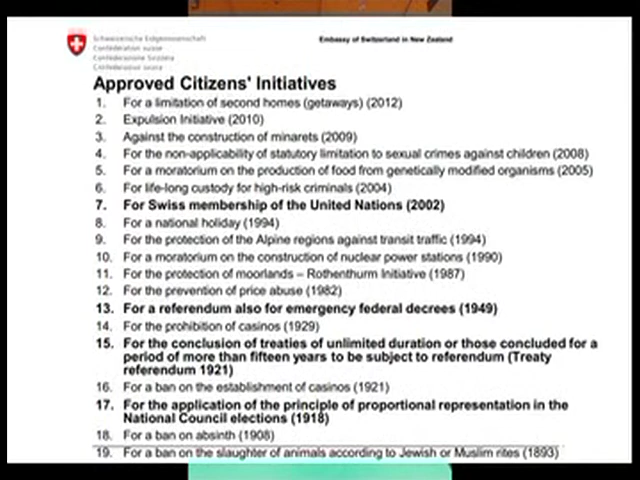 Schweizerische Eidgenossenschaft
Confédération suisse
Confederazione Svizzera
Confederaziun svizra
Embassy of Switzerland in New Zealand
Approved Citizens' Initiatives
1. For a limitation of second homes (getaways) (2012)
2. Expulsion Initiative (2010)
3. Against the construction of minarets (2009)
4. For the non-applicability of statutory limitation to sexual crimes against children (2008)
5. For a moratorium on the production of food from genetically modified organisms (2005)
6. For life-long custody for high-risk criminals (2004)
7. For Swiss membership of the United Nations (2002)
8. For a national holiday (1994)
9. For the protection of the Alpine regions against transit traffic (1994)
10. For a moratorium on the construction of nuclear power stations (1990)
11. For the protection of moorlands – Rothenthurm Initiative (1987)
12. For the prevention of price abuse (1982)
13. For a referendum also for emergency federal decrees (1949)
14. For the prohibition of casinos (1929)
15. For the conclusion of treaties of unlimited duration or those concluded for a
period of more than fifteen years to be subject to referendum (Treaty
referendum 1921)
16. For a ban on the establishment of casinos (1921)
17. For the application of the principle of proportional representation in the
National Council elections (1918)
18. For a ban on absinth (1908)
19. For a ban on the slaughter of animals according to Jewish or Muslim rites (1893)